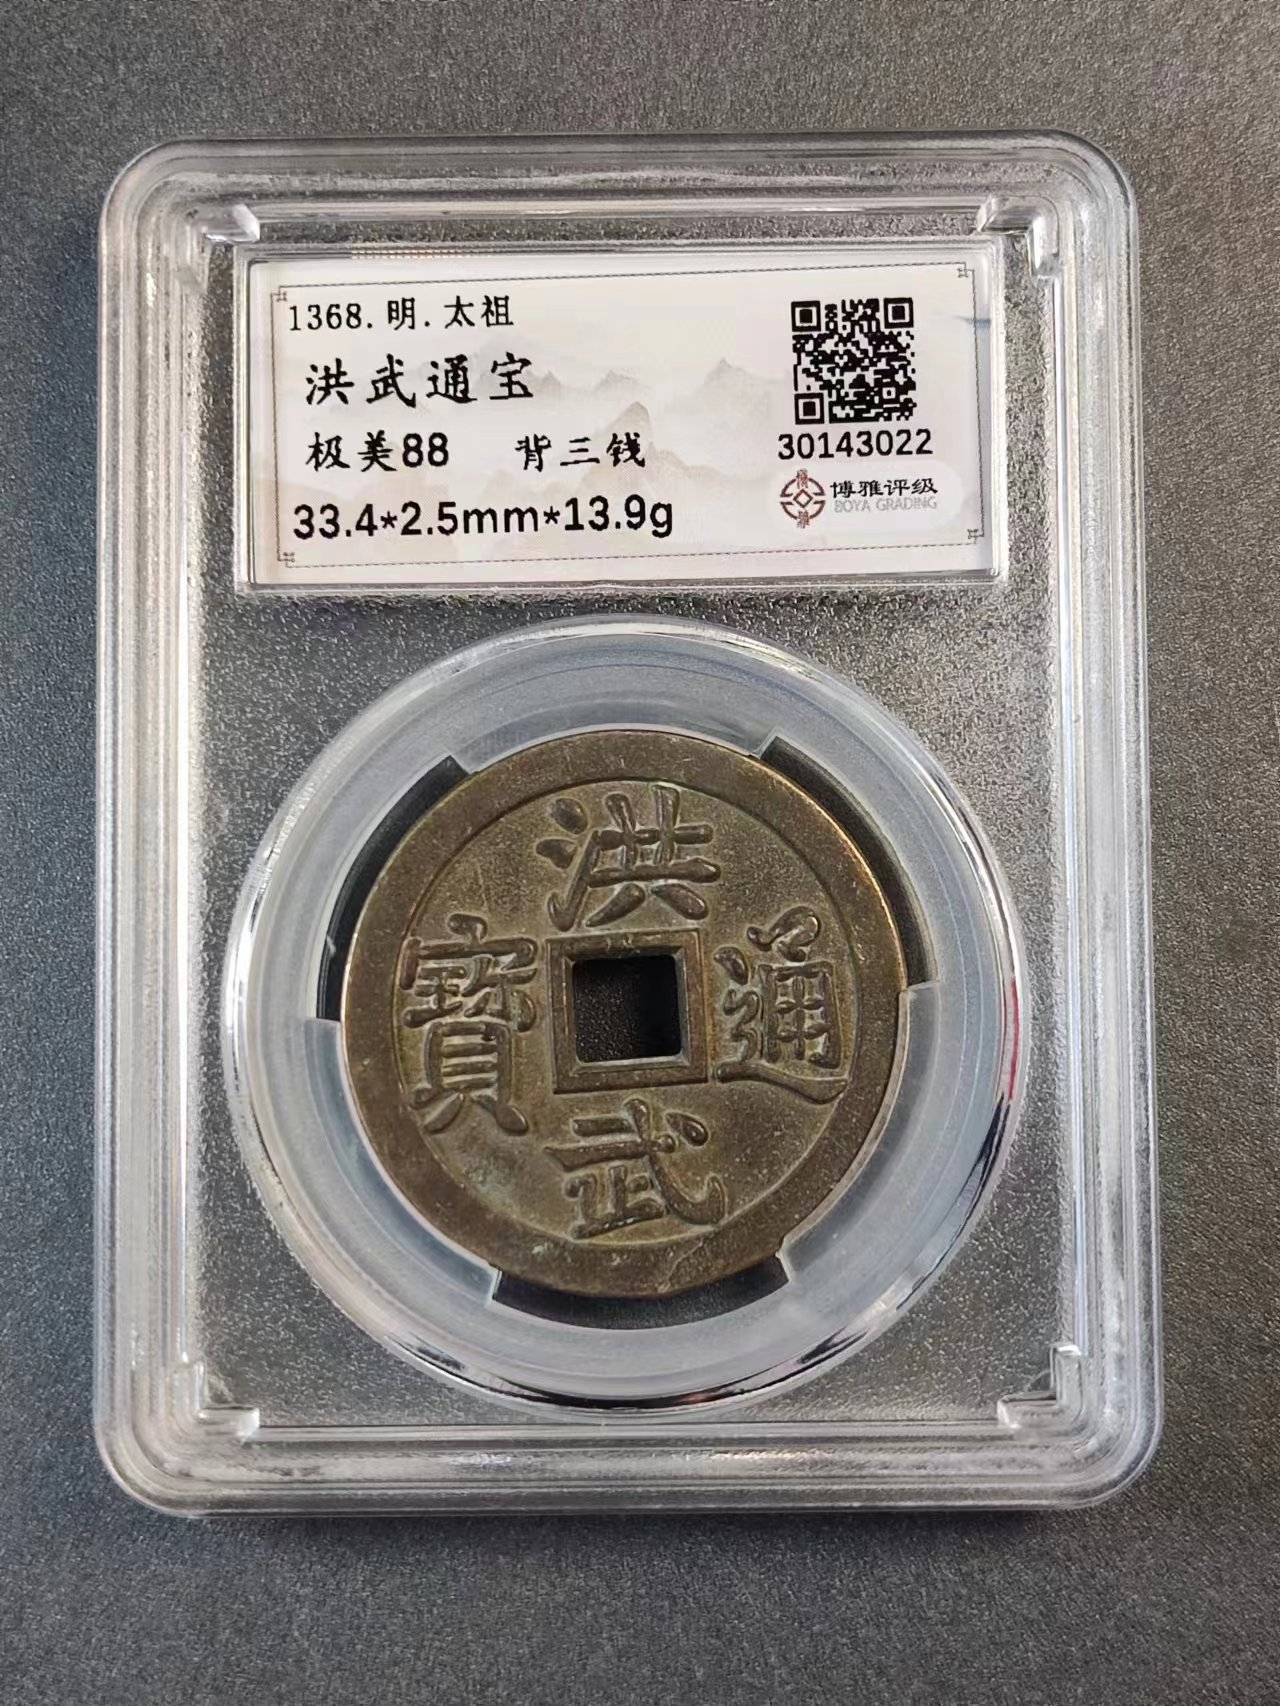 1368.明.太祖
洪武通宝
极美88 背三钱
33.4*2.5mm*13.9g
30143022
博雅评级
BOYA GRADING
洪
武
通
寶